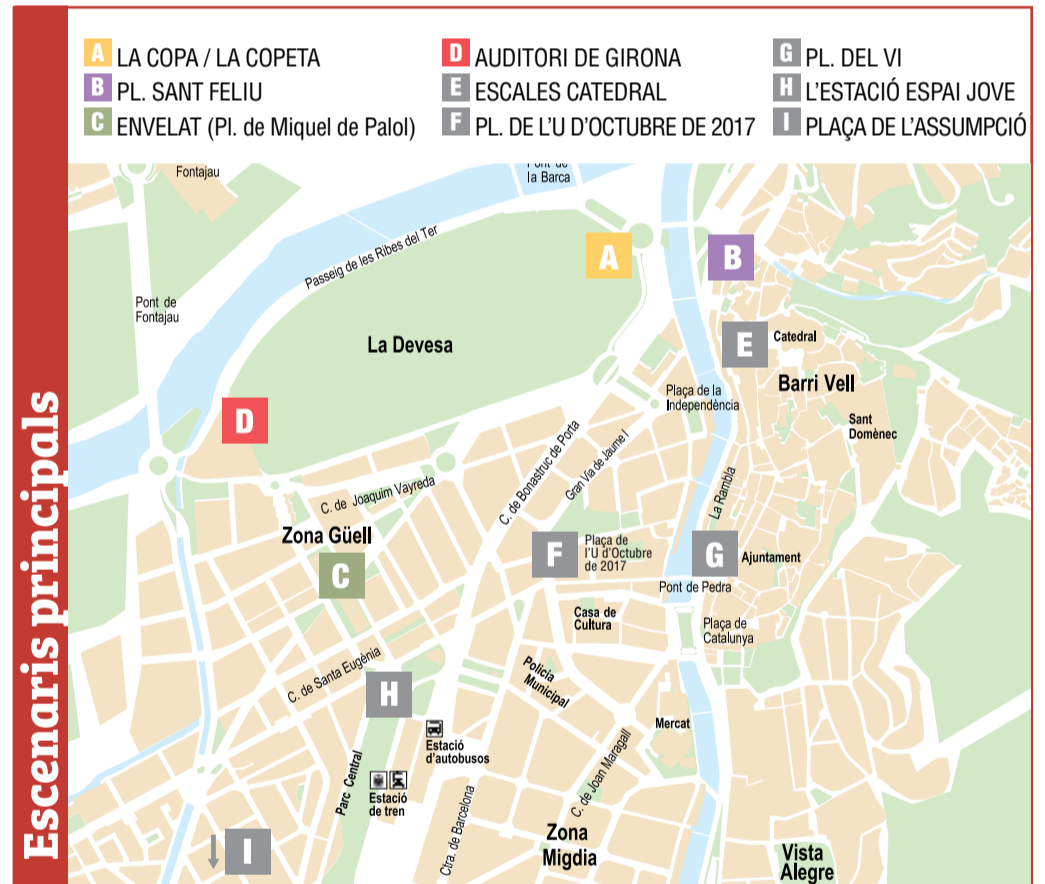 Escenaris principals
A LA COPA / LA COPETA
B PL. SANT FELIU
C ENVELAT (Pl. de Miquel de Palol)
D AUDITORI DE GIRONA
E ESCALES CATEDRAL
F PL. DE L'U D'OCTUBRE DE 2017
G PL. DEL VI
H L'ESTACIÓ ESPAI JOVE
I PLAÇA DE L'ASSUMPCIÓ
Fontajau
Pont de
la Barca
Passeig de les Ribes del Ter
A
B
Pont de
Fontajau
La Devesa
E
Catedral
Barri Vell
Plaça de la
Independència
Sant
Domènec
D
C. de Bonastruc de Porta
Gran Via de Jaume I
La Rambla
C. de Joaquim Vayreda
Zona Güell
C
F
Plaça de
l'U d'Octubre
de 2017
G
Ajuntament
Pont de Pedra
Casa de
Cultura
Plaça de
Catalunya
C. de Santa Eugènia
H
Policia
Municipal
Mercat
Estació
d'autobusos
Parc Central
Estació
de tren
C. de Joan Maragall
Ctra. de Barcelona
I
Zona
Migdia
Vista
Alegre